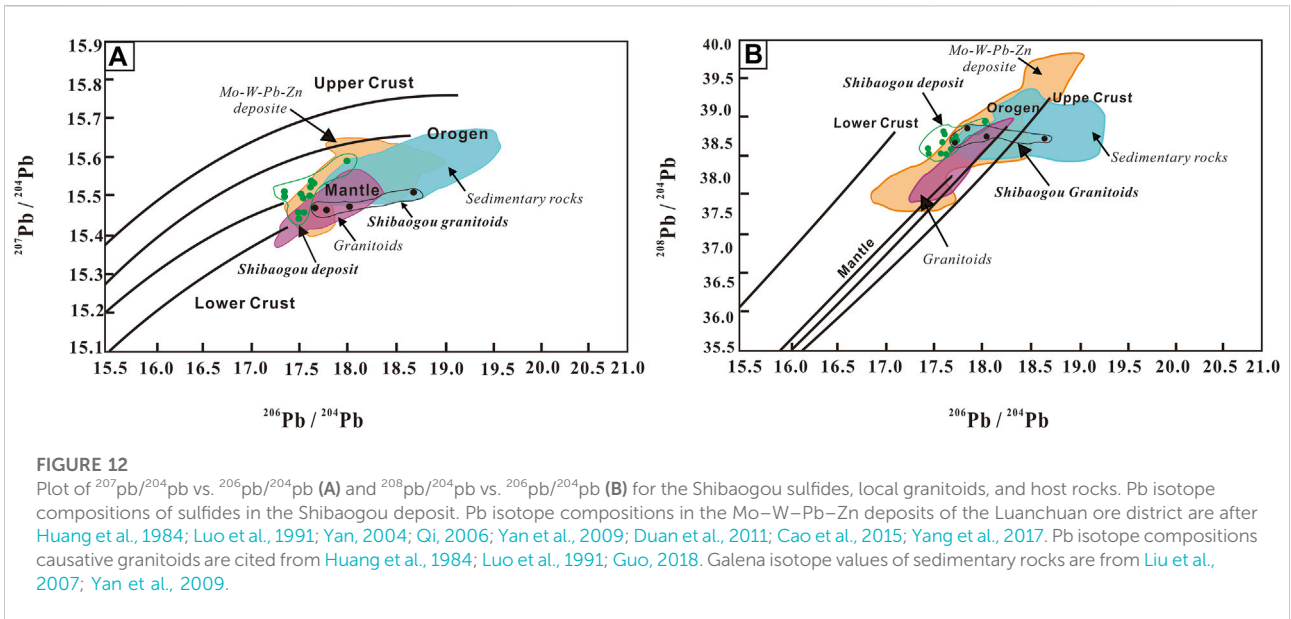 A
15.9
15.8
15.7
15.6
15.5
15.4
15.3
15.2
15.1
²⁰⁷Pb / ²⁰⁴Pb
Mo-W-Pb-Zn
deposite
Upper Crust
Orogen
Mantle
Sedimentary rocks
Shibaogou granitoids
Granitoids
Shibaogou deposit
Lower Crust
15.5 16.0 16.5 17.0 17.5 18.0 18.5 19.0 19.5 20.0 20.5 21.0
²⁰⁶Pb / ²⁰⁴Pb
B
40.0
39.5
39.0
38.5
38.0
37.5
37.0
36.5
36.0
35.5
²⁰⁸Pb / ²⁰⁴Pb
Mo-W-Pb-Zn
deposite
Shibaogou deposit
Orogen
Uppe Crust
Lower Crust
Sedimentary rocks
Shibaogou Granitoids
Granitoids
Mantle
15.5 16.0 16.5 17.0 17.5 18.0 18.5 19.0 19.5 20.0 20.5 21.0
²⁰⁶Pb / ²⁰⁴Pb
FIGURE 12
Plot of ²⁰⁷pb/²⁰⁴pb vs. ²⁰⁶pb/²⁰⁴pb (A) and ²⁰⁸pb/²⁰⁴pb vs. ²⁰⁶pb/²⁰⁴pb (B) for the Shibaogou sulfides, local granitoids, and host rocks. Pb isotope
compositions of sulfides in the Shibaogou deposit. Pb isotope compositions in the Mo–W–Pb–Zn deposits of the Luanchuan ore district are after
Huang et al., 1984; Luo et al., 1991; Yan, 2004; Qi, 2006; Yan et al., 2009; Duan et al., 2011; Cao et al., 2015; Yang et al., 2017. Pb isotope compositions
causative granitoids are cited from Huang et al., 1984; Luo et al., 1991; Guo, 2018. Galena isotope values of sedimentary rocks are from Liu et al.,
2007; Yan et al., 2009.